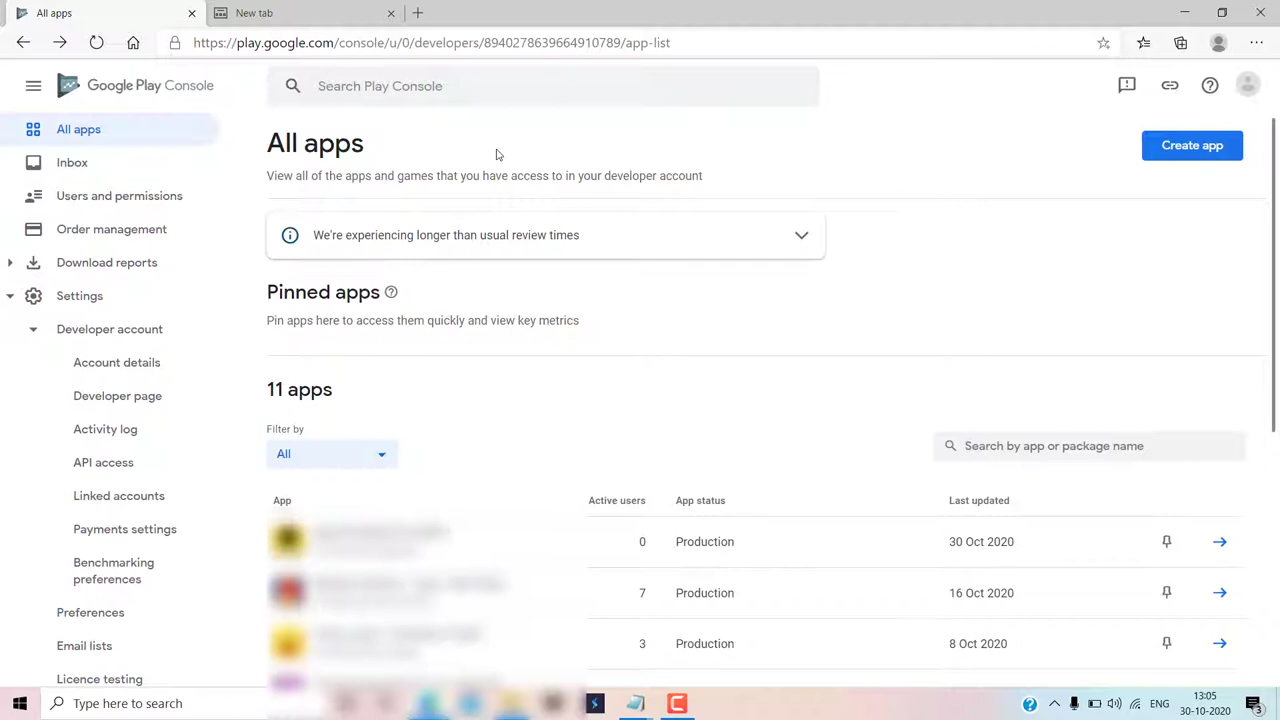 All apps
New tab
https://play.google.com/console/u/0/developers/8940278639664910789/app-list
Google Play Console
Search Play Console
All apps
Inbox
Users and permissions
Order management
Download reports
Settings
Developer account
Account details
Developer page
Activity log
API access
Linked accounts
Payments settings
Benchmarking
preferences
Preferences
Email lists
Licence testing
All apps
Create app
View all of the apps and games that you have access to in your developer account
We're experiencing longer than usual review times
Pinned apps
Pin apps here to access them quickly and view key metrics
11 apps
Filter by
All
Search by app or package name
App Active users App status Last updated
0 Production 30 Oct 2020
7 Production 16 Oct 2020
3 Production 8 Oct 2020
Type here to search
ENG
13:05
30-10-2020
3